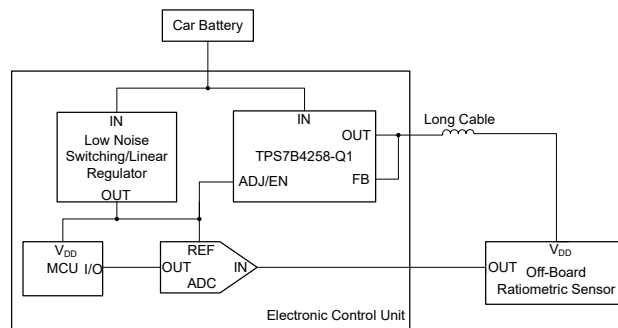 Car Battery
IN
Low Noise
Switching/Linear
Regulator
OUT
IN
OUT
TPS7B4258-Q1
ADJ/EN
FB
Long Cable
VDD
MCU
I/O
REF
OUT
IN
ADC
VDD
OUT
Off-Board
Ratiometric Sensor
Electronic Control Unit